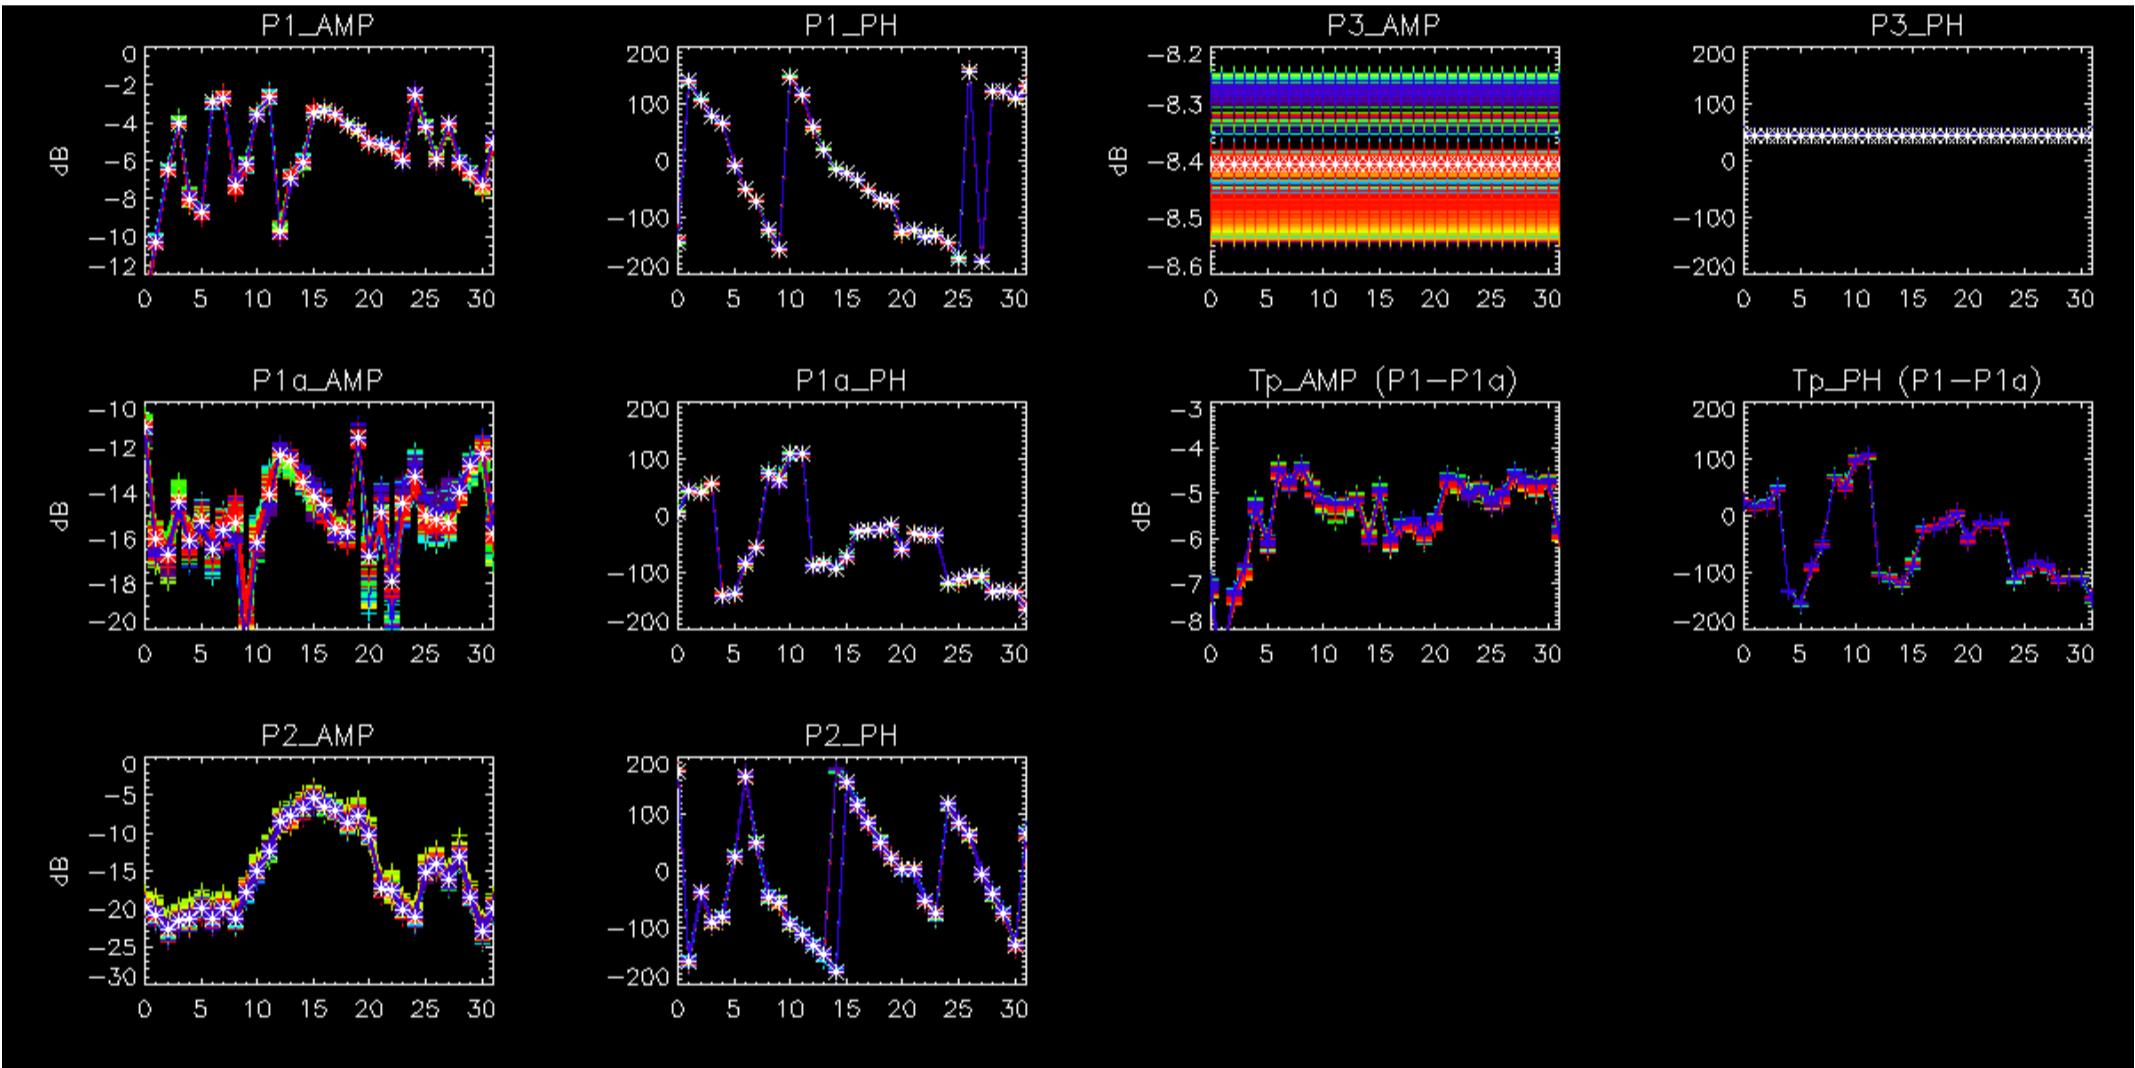 P1_AMP
P1_PH
P3_AMP
P3_PH
0
-2
-4
-6
-8
-10
-12
dB
0 5 10 15 20 25 30
200
100
0
-100
-200
0 5 10 15 20 25 30
-8.2
-8.3
-8.4
-8.5
-8.6
dB
0 5 10 15 20 25 30
200
100
0
-100
-200
0 5 10 15 20 25 30
P1a_AMP
P1a_PH
Tp_AMP (P1-P1a)
Tp_PH (P1-P1a)
-10
-12
-14
-16
-18
-20
dB
0 5 10 15 20 25 30
200
100
0
-100
-200
0 5 10 15 20 25 30
-3
-4
-5
-6
-7
-8
dB
0 5 10 15 20 25 30
200
100
0
-100
-200
0 5 10 15 20 25 30
P2_AMP
P2_PH
0
-5
-10
-15
-20
-25
-30
dB
0 5 10 15 20 25 30
200
100
0
-100
-200
0 5 10 15 20 25 30